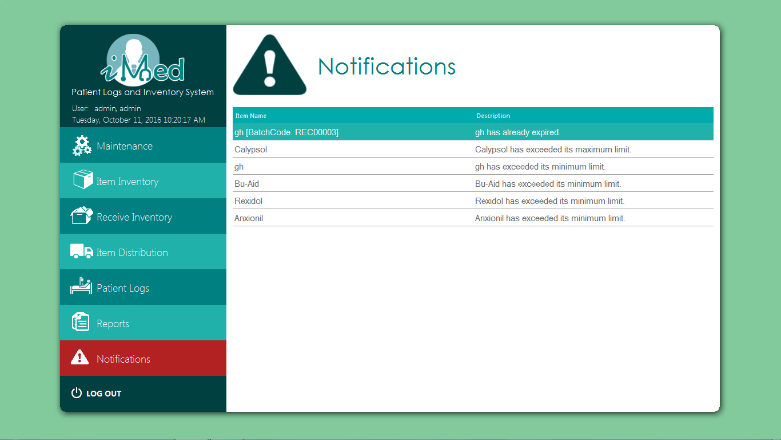 iMed
Patient Logs and Inventory System
User: admin, admin
Tuesday, October 11, 2016 10:20:17 AM
Maintenance
Item Inventory
Receive Inventory
Item Distribution
Patient Logs
Reports
Notifications
LOG OUT
Notifications
Item Name Description
gh [BatchCode REC00003] gh has already expired
Calypsol Calypsol has exceeded its maximum limit.
gh gh has exceeded its minimum limit.
Bu-Aid Bu-Aid has exceeded its minimum limit.
Rexidol Rexidol has exceeded its minimum limit.
Anxionil Anxionil has exceeded its minimum limit.